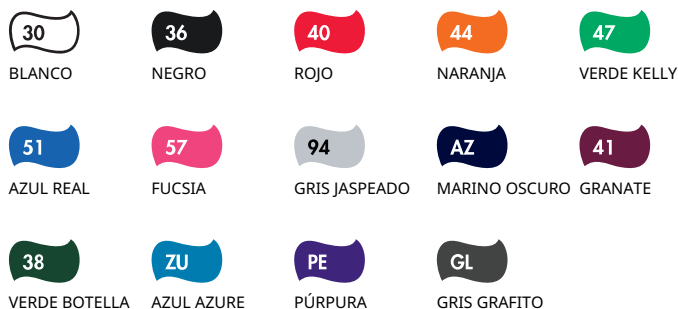 30 36 40 44 47
BLANCO NEGRO ROJO NARANJA VERDE KELLY
51 57 94 AZ 41
AZUL REAL FUCSIA GRIS JASPEADO MARINO OSCURO GRANATE
38 ZU PE GL
VERDE BOTELLA AZUL AZURE PÚRPURA GRIS GRAFITO